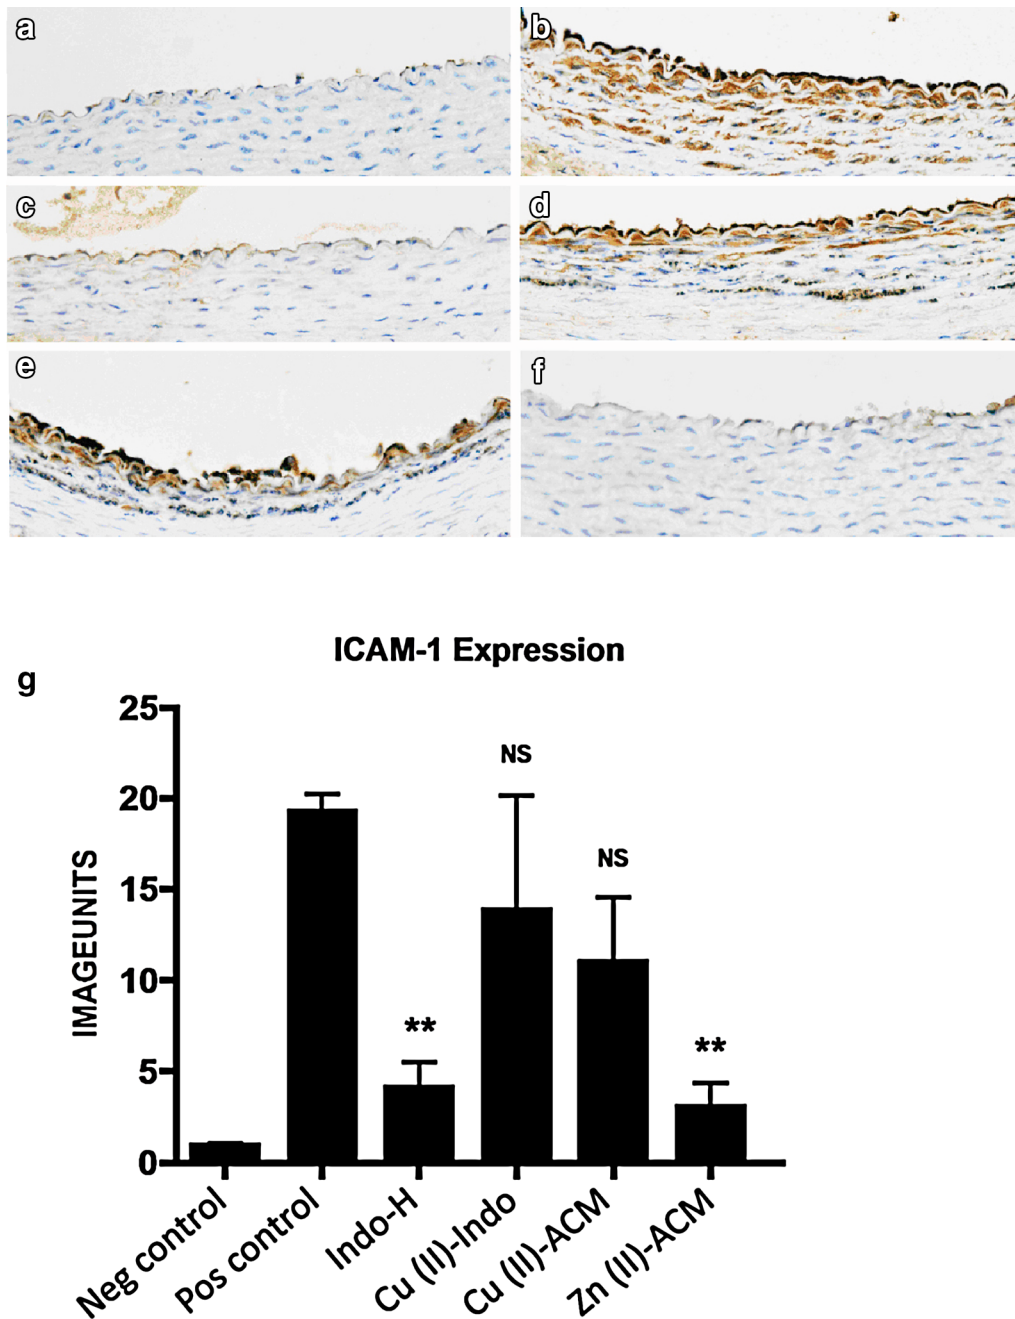 a
b
c
d
e
f
ICAM-1 Expression
g
25
20
15
10
5
0
IMAGEUNITS
NS
NS
**
**
Neg control
Pos control
Indo-H
Cu (II)-Indo
Cu (II)-ACM
Zn (II)-ACM